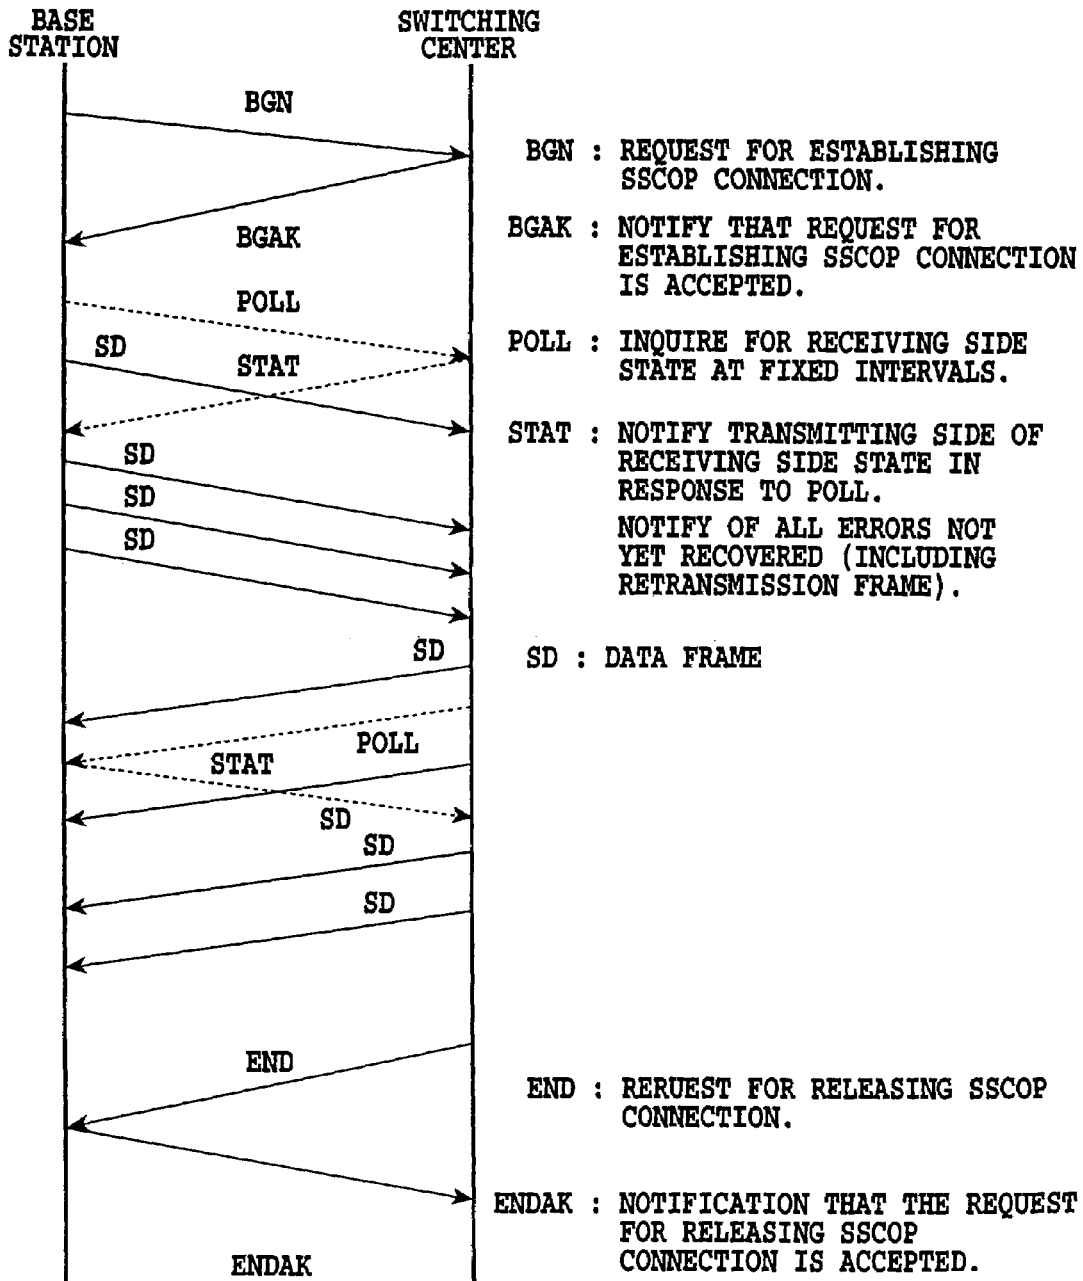 BASE
STATION
SWITCHING
CENTER
BGN
BGN : REQUEST FOR ESTABLISHING
SSCOP CONNECTION.
BGAK
BGAK : NOTIFY THAT REQUEST FOR
ESTABLISHING SSCOP CONNECTION
IS ACCEPTED.
POLL
SD
STAT
POLL : INQUIRE FOR RECEIVING SIDE
STATE AT FIXED INTERVALS.
SD
SD
SD
STAT : NOTIFY TRANSMITTING SIDE OF
RECEIVING SIDE STATE IN
RESPONSE TO POLL.
NOTIFY OF ALL ERRORS NOT
YET RECOVERED (INCLUDING
RETRANSMISSION FRAME).
SD
SD : DATA FRAME
POLL
STAT
SD
SD
SD
END
END : RERUEST FOR RELEASING SSCOP
CONNECTION.
ENDAK : NOTIFICATION THAT THE REQUEST
FOR RELEASING SSCOP
CONNECTION IS ACCEPTED.
ENDAK